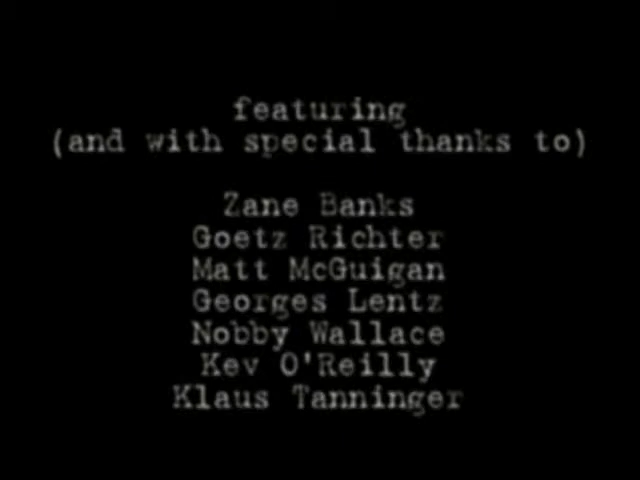 featuring
(and with special thanks to)
Zane Banks
Goetz Richter
Matt McGuigan
Georges Lentz
Nobby Wallace
Kev O'Reilly
Klaus Tanninger